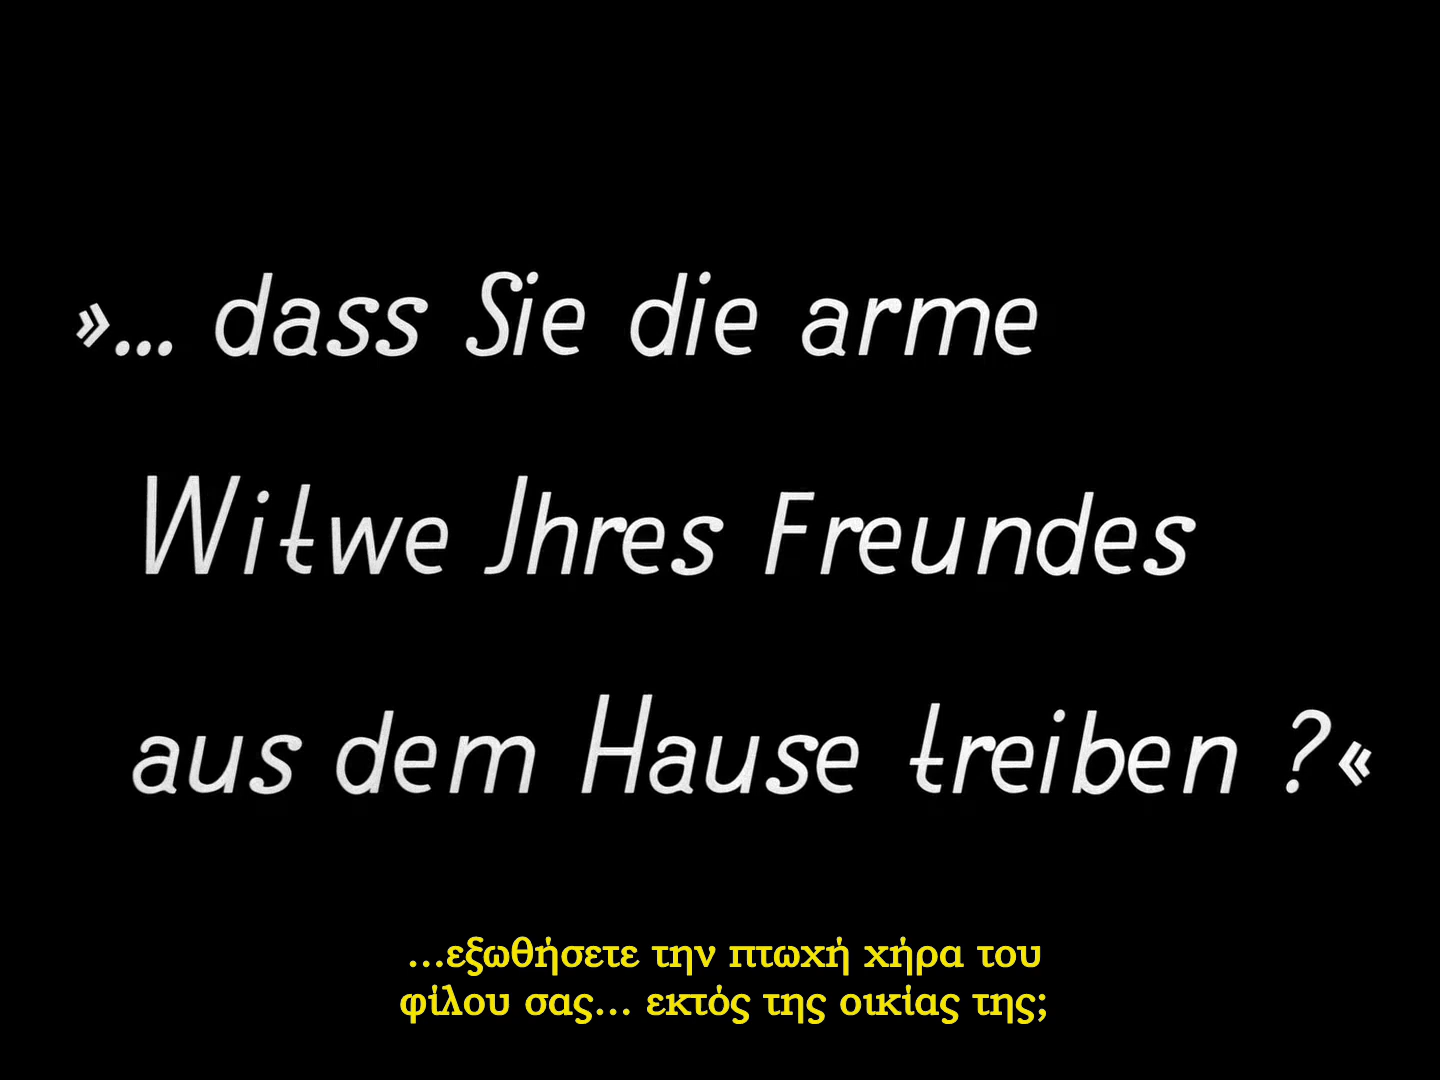 »... dass Sie die arme
Witwe Jhres Freundes
aus dem Hause treiben ?«
...εξωθήσετε την πτωχή χήρα του
φίλου σας... εκτός της οικίας της;